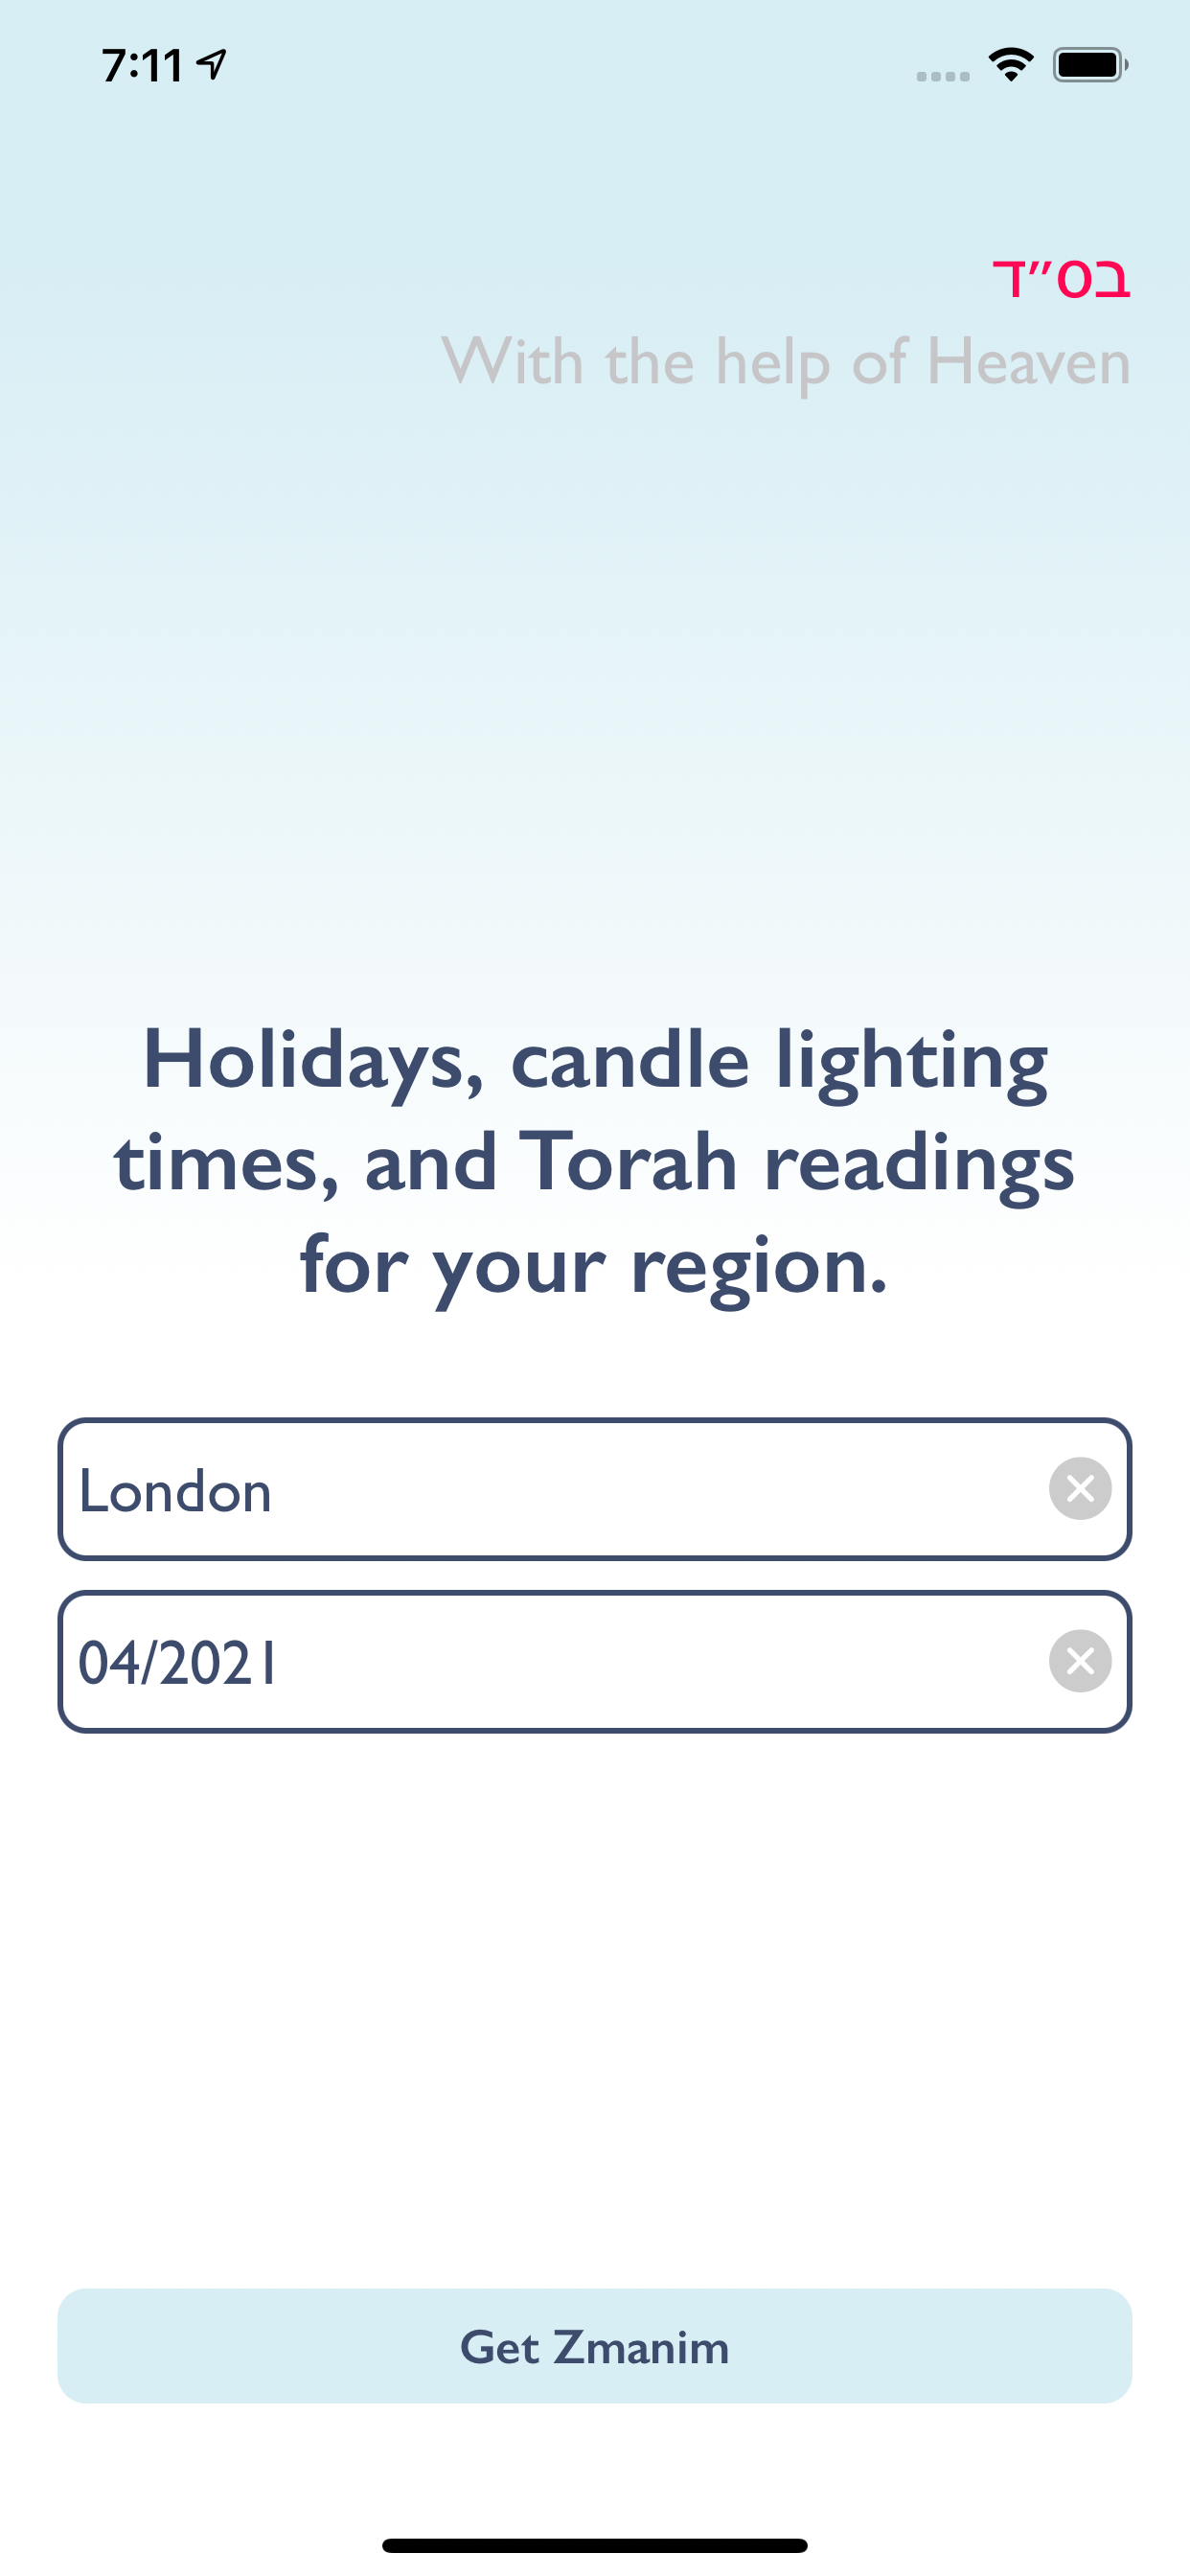 7:11
בס״ד
With the help of Heaven
Holidays, candle lighting
times, and Torah readings
for your region.
London
04/2021
Get Zmanim